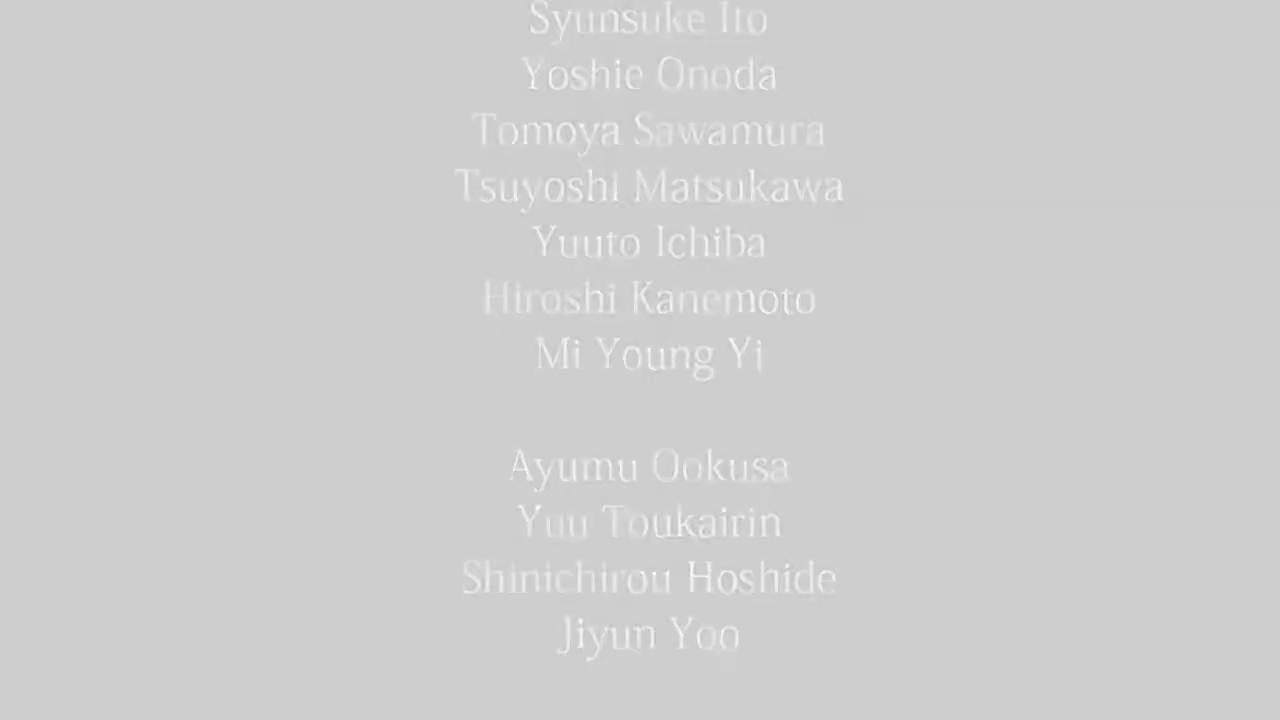 Syunsuke Ito
Yoshie Onoda
Tomoya Sawamura
Tsuyoshi Matsukawa
Yuuto Ichiba
Hiroshi Kanemoto
Mi Young Yi
Ayumu Ookusa
Yuu Toukairin
Shinichirou Hoshide
Jiyun Yoo